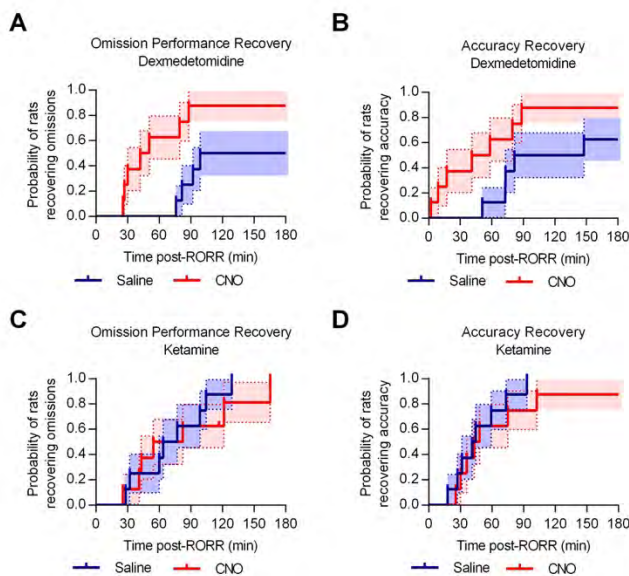 A
Omission Performance Recovery
Dexmedetomidine
Probability of rats
recovering omissions
1.0
0.8
0.6
0.4
0.2
0.0
0 30 60 90 120 150 180
Time post-RORR (min)
Saline CNO
B
Accuracy Recovery
Dexmedetomidine
Probability of rats
recovering accuracy
1.0
0.8
0.6
0.4
0.2
0.0
0 30 60 90 120 150 180
Time post-RORR (min)
Saline CNO
C
Omission Performance Recovery
Ketamine
Probability of rats
recovering omissions
1.0
0.8
0.6
0.4
0.2
0.0
0 30 60 90 120 150 180
Time post-RORR (min)
Saline CNO
D
Accuracy Recovery
Ketamine
Probability of rats
recovering accuracy
1.0
0.8
0.6
0.4
0.2
0.0
0 30 60 90 120 150 180
Time post-RORR (min)
Saline CNO